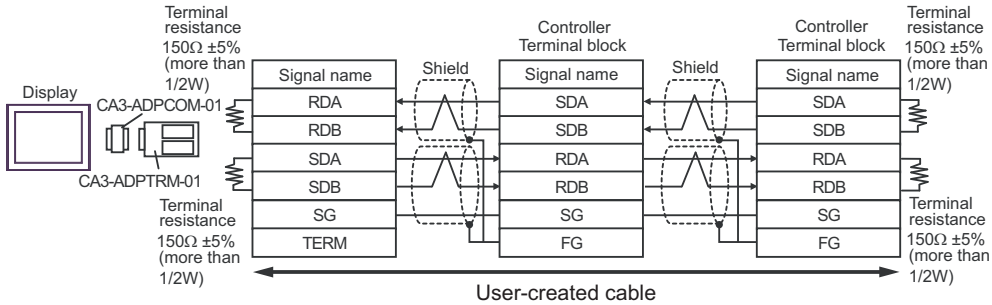 Terminal
resistance
150Ω ±5%
(more than
1/2W)
Controller
Terminal block
Controller
Terminal block
Terminal
resistance
150Ω ±5%
(more than
1/2W)
Display
CA3-ADPCOM-01
CA3-ADPTRM-01
Signal name
RDA
RDB
SDA
SDB
SG
TERM
Shield
Signal name
SDA
SDB
RDA
RDB
SG
FG
Shield
Signal name
SDA
SDB
RDA
RDB
SG
FG
Terminal
resistance
150Ω ±5%
(more than
1/2W)
Terminal
resistance
150Ω ±5%
(more than
1/2W)
User-created cable